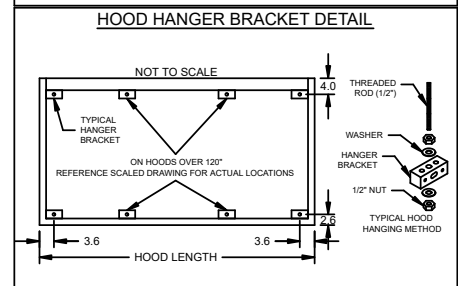 HOOD HANGER BRACKET DETAIL
NOT TO SCALE
4.0
TYPICAL
HANGER
BRACKET
ON HOODS OVER 120"
REFERENCE SCALED DRAWING FOR ACTUAL LOCATIONS
2.6
3.6
3.6
HOOD LENGTH
THREADED
ROD (1/2")
WASHER
HANGER
BRACKET
1/2" NUT
TYPICAL HOOD
HANGING METHOD